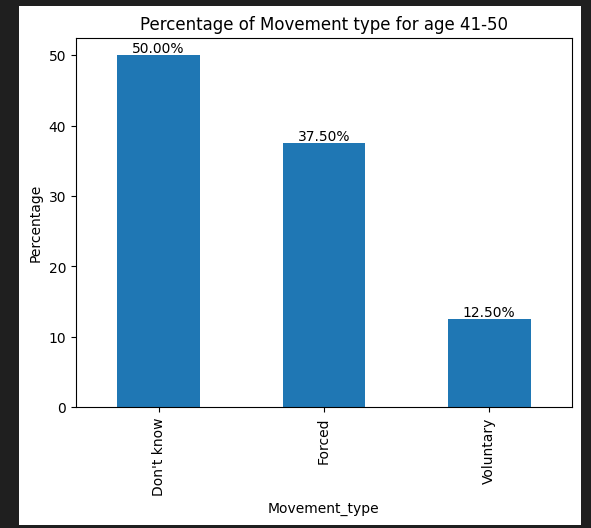 Percentage of Movement type for age 41-50
50.00%
37.50%
12.50%
50
40
30
20
10
0
Percentage
Don't know
Forced
Voluntary
Movement_type